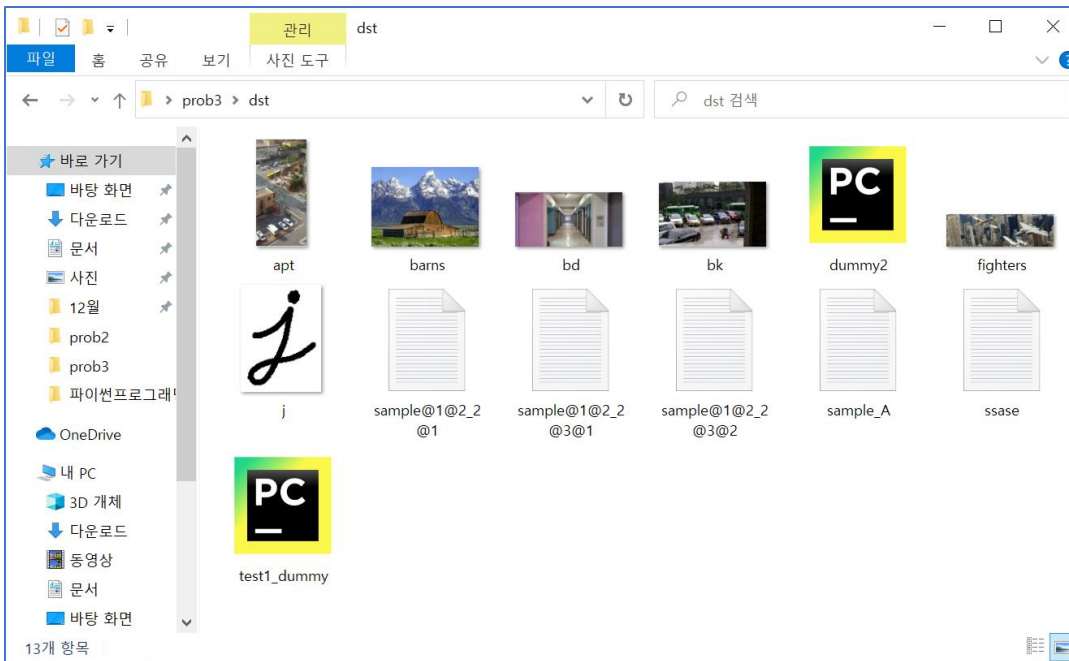 관리
dst
파일
홈
공유
보기
사진 도구
prob3
dst
dst 검색
바로 가기
바탕 화면
다운로드
문서
사진
12월
prob2
prob3
파이썬프로그래
OneDrive
내 PC
3D 개체
다운로드
동영상
문서
바탕 화면
apt
barns
bd
bk
PC
dummy2
fighters
j
sample@1@2_2
@1
sample@1@2_2
@3@1
sample@1@2_2
@3@2
sample_A
ssase
PC
test1_dummy
13개 항목